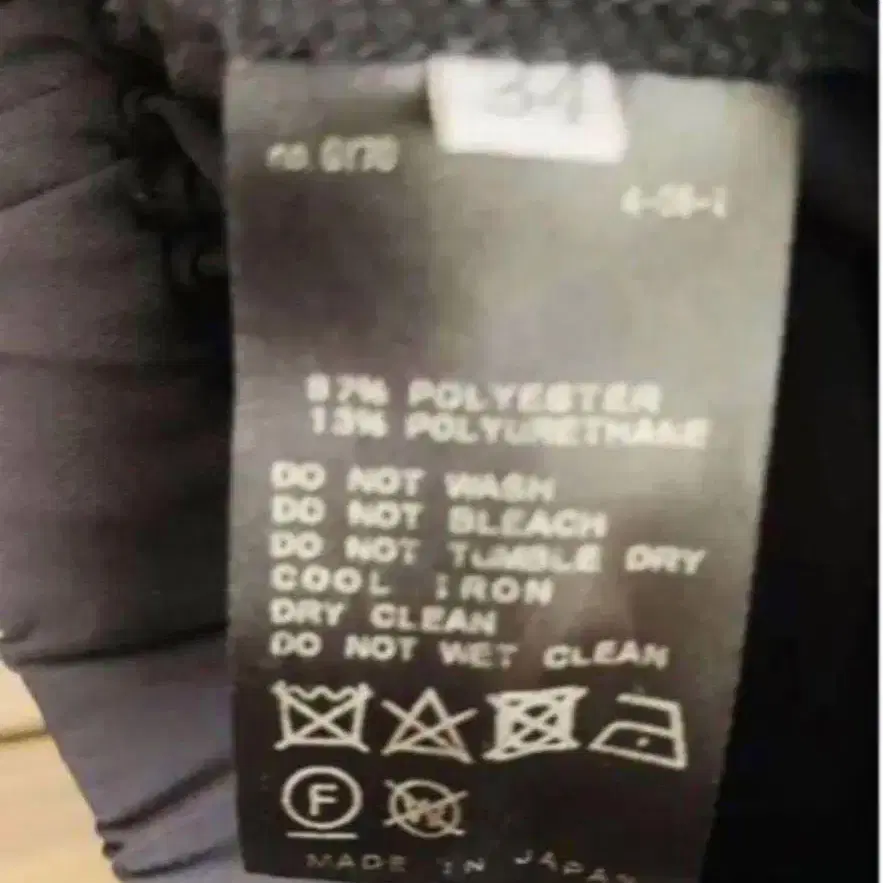 34
87% POLYESTER
13% POLYURETHANE
DO NOT WASH
DO NOT BLEACH
DO NOT TUMBLE DRY
COOL IRON
DRY CLEAN
DO NOT WET CLEAN
F
W
MADE IN JAPAN